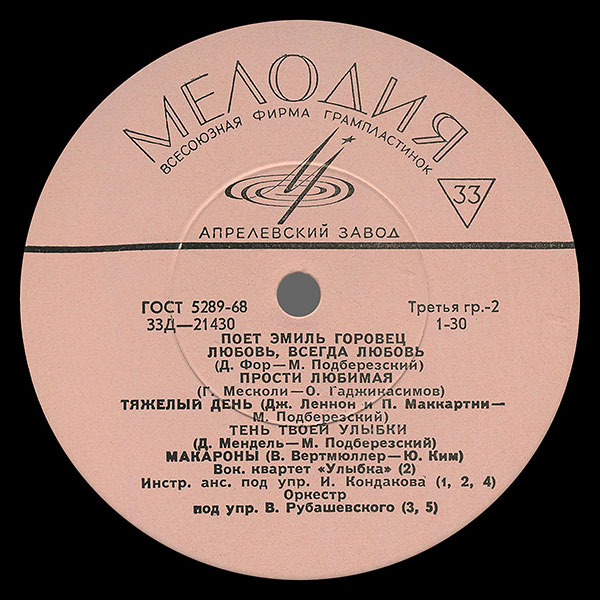 МЕЛОДИЯ
ВСЕСОЮЗНАЯ ФИРМА ГРАМПЛАСТИНОК
33
АПРЕЛЕВСКИЙ ЗАВОД
ГОСТ 5289-68 Третья гр.-2
33Д—21430 1-30
ПОЕТ ЭМИЛЬ ГОРОВЕЦ
ЛЮБОВЬ, ВСЕГДА ЛЮБОВЬ
(Д. Фор—М. Подберезский)
ПРОСТИ ЛЮБИМАЯ
(Г. Месколи—О. Гаджикасимов)
ТЯЖЕЛЫЙ ДЕНЬ (Дж. Леннон и П. Маккартни—
М. Подберезский)
ТЕНЬ ТВОЕЙ УЛЫБКИ
(Д. Мендель—М. Подберезский)
МАКАРОНЫ (В. Вертмюллер—Ю. Ким)
Вок. квартет «Улыбка» (2)
Инстр. анс. под упр. И. Кондакова (1, 2, 4)
Оркестр
под упр. В. Рубашевского (3, 5)